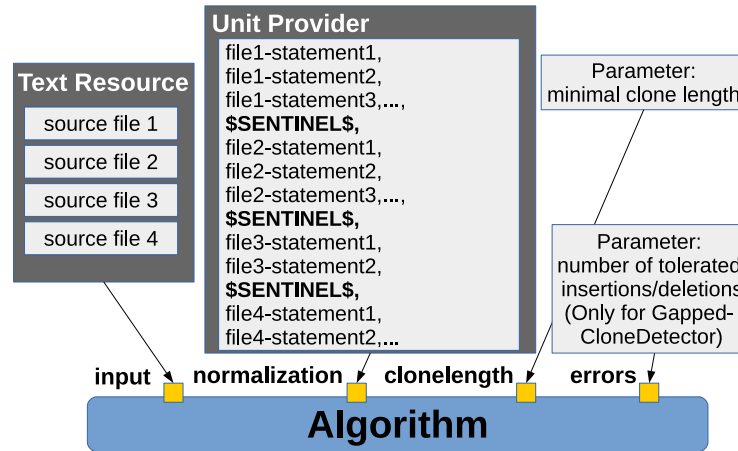 Text Resource
source file 1
source file 2
source file 3
source file 4
Unit Provider
file1-statement1,
file1-statement2,
file1-statement3,...,
$SENTINEL$,
file2-statement1,
file2-statement2,
file2-statement3,...,
$SENTINEL$,
file3-statement1,
file3-statement2,
$SENTINEL$,
file4-statement1,
file4-statement2,...
Parameter:
minimal clone length
Parameter:
number of tolerated
insertions/deletions
(Only for Gapped-
CloneDetector)
input
normalization
clonelength
errors
Algorithm